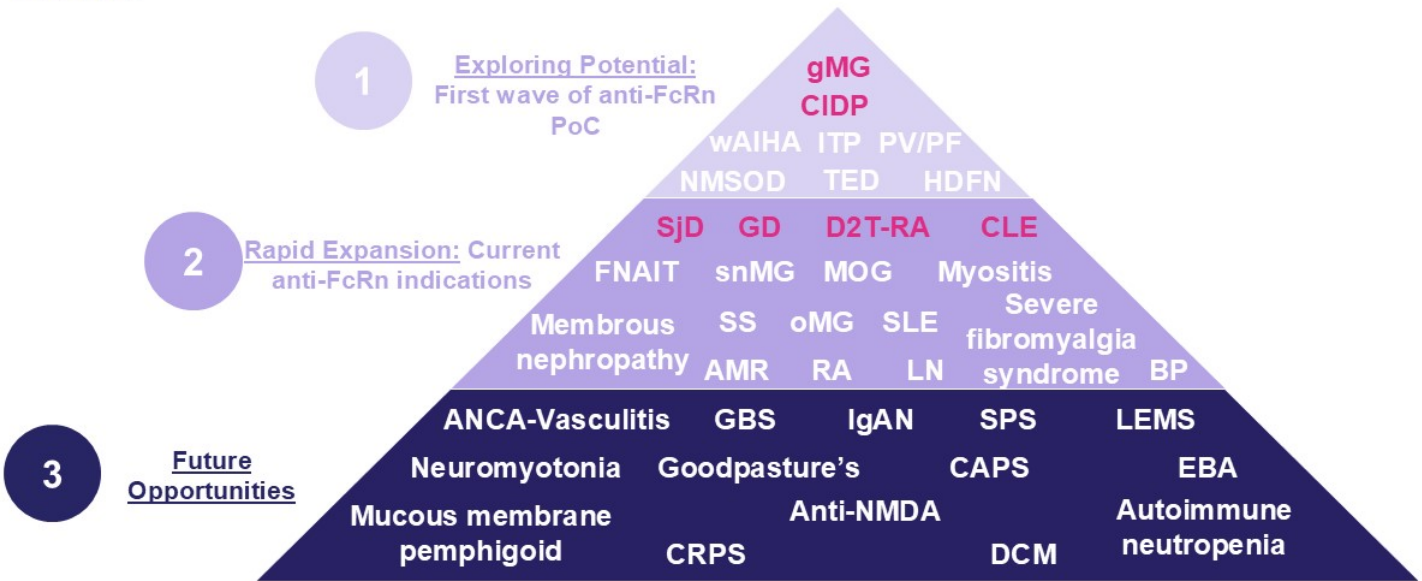 1
Exploring Potential:
First wave of anti-FcRn
PoC
gMG
CIDP
wAIHA ITP PV/PF
NMSOD TED HDFN
2
Rapid Expansion: Current
anti-FcRn indications
SjD GD D2T-RA CLE
FNAIT snMG MOG Myositis
Membrous
nephropathy
SS oMG SLE
Severe
fibromyalgia
syndrome
AMR RA LN
BP
3
Future
Opportunities
ANCA-Vasculitis GBS IgAN SPS LEMS
Neuromyotonia Goodpasture’s CAPS EBA
Mucous membrane
pemphigoid
Anti-NMDA
Autoimmune
neutropenia
CRPS DCM